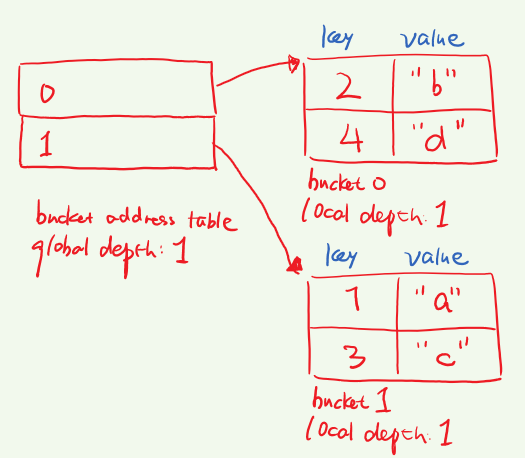 0
1
bucket address table
global depth: 1
key value
2 "b"
4 "d"
bucket 0
local depth: 1
key value
1 "a"
3 "c"
bucket 1
local depth: 1